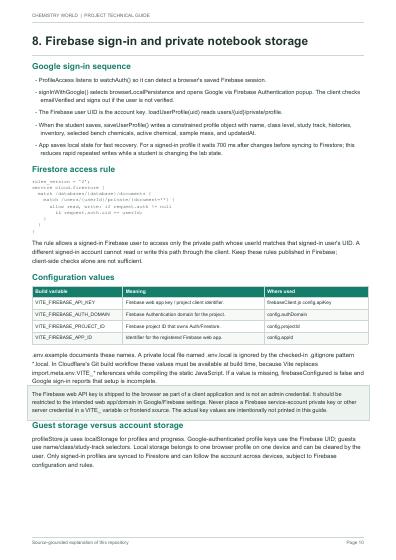 CHEMISTRY WORLD | PROJECT TECHNICAL GUIDE
8. Firebase sign-in and private notebook storage
Google sign-in sequence
- ProfileAccess listens to watchAuth() so it can detect a browser's saved Firebase session.
- signInWithGoogle() selects browserLocalPersistence and opens Google via Firebase Authentication popup. The client checks
emailVerified and signs out if the user is not verified.
- The Firebase user UID is the account key. loadUserProfile(uid) reads users/{uid}/private/profile.
- When the student saves, saveUserProfile() writes a constrained profile object with name, class level, study track, histories,
inventory, selected bench chemicals, active chemical, sample mass, and updatedAt.
- App saves local state for fast recovery. For a signed-in profile it waits 700 ms after changes before syncing to Firestore; this
reduces rapid repeated writes while a student is changing the lab state.
Firestore access rule
rules_version = '2';
service cloud.firestore {
match /databases/{database}/documents {
match /users/{userId}/private/{document=**} {
allow read, write: if request.auth != null
&& request.auth.uid == userId;
}
}
}
The rule allows a signed-in Firebase user to access only the private path whose userId matches that signed-in user's UID. A
different signed-in account cannot read or write this path through the client. Keep these rules published in Firebase;
client-side checks alone are not sufficient.
Configuration values
Build variable Meaning Where used
VITE_FIREBASE_API_KEY Firebase web app key / project client identifier. firebaseClient.js config.apiKey
VITE_FIREBASE_AUTH_DOMAIN Firebase Authentication domain for the project. config.authDomain
VITE_FIREBASE_PROJECT_ID Firebase project ID that owns Auth/Firestore. config.projectId
VITE_FIREBASE_APP_ID Identifier for the registered Firebase web app. config.appId
.env.example documents these names. A private local file named .env.local is ignored by the checked-in .gitignore pattern
*.local. In Cloudflare's Git build workflow these values must be available at build time, because Vite replaces
import.meta.env.VITE_* references while compiling the static JavaScript. If a value is missing, firebaseConfigured is false and
Google sign-in reports that setup is incomplete.
The Firebase web API key is shipped to the browser as part of a client application and is not an admin credential. It should be
restricted to the intended web app/domain in Google/Firebase settings. Never place a Firebase service-account private key or other
server credential in a VITE_ variable or frontend source. The actual key values are intentionally not printed in this guide.
Guest storage versus account storage
profileStore.js uses localStorage for profiles and progress. Google-authenticated profile keys use the Firebase UID; guests
use name/class/study-track selectors. Local storage belongs to one browser profile on one device and can be cleared by the
user. Only signed-in profiles are synced to Firestore and can follow the account across devices, subject to Firebase
configuration and rules.
Source-grounded explanation of this repository
Page 10